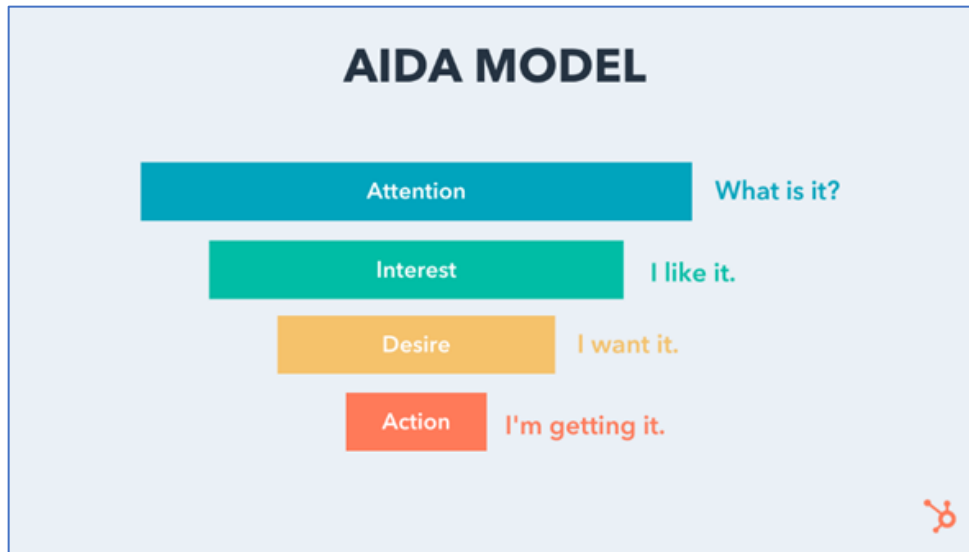 AIDA MODEL
Attention
What is it?
Interest
I like it.
Desire
I want it.
Action
I'm getting it.